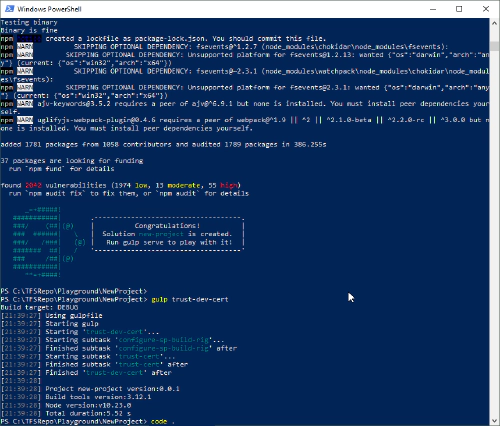 Windows PowerShell
Testing binary
Binary is fine
npm created a lockfile as package-lock.json. You should commit this file.
npm WARN SKIPPING OPTIONAL DEPENDENCY: fsevents@^1.2.7 (node_modules\chokidar\node_modules\fsevents):
npm WARN SKIPPING OPTIONAL DEPENDENCY: Unsupported platform for fsevents@1.2.13: wanted {"os":"darwin","arch":"an
y"} (current: {"os":"win32","arch":"x64"})
npm WARN SKIPPING OPTIONAL DEPENDENCY: fsevents@~2.3.1 (node_modules\watchpack\node_modules\chokidar\node_modul
es\fsevents):
npm WARN SKIPPING OPTIONAL DEPENDENCY: Unsupported platform for fsevents@2.3.1: wanted {"os":"darwin","arch":"any
"} (current: {"os":"win32","arch":"x64"})
npm WARN ajv-keywords@3.5.2 requires a peer of ajv@^6.9.1 but none is installed. You must install peer dependencies your
self.
npm WARN uglifyjs-webpack-plugin@0.4.6 requires a peer of webpack@^1.9 || ^2 || ^2.1.0-beta || ^2.2.0-rc || ^3.0.0 but n
one is installed. You must install peer dependencies yourself.
added 1781 packages from 1058 contributors and audited 1789 packages in 386.255s
37 packages are looking for funding
run `npm fund` for details
found 2042 vulnerabilities (1974 low, 13 moderate, 55 high)
run `npm audit fix` to fix them, or `npm audit` for details
Congratulations!
Solution new-project is created.
Run gulp serve to play with it!
PS C:\TFSRepo\Playground\NewProject>
PS C:\TFSRepo\Playground\NewProject> gulp trust-dev-cert
Build target: DEBUG
[21:39:27] Using gulpfile
[21:39:27] Starting gulp
[21:39:27] Starting 'trust-dev-cert'...
[21:39:27] Starting subtask 'configure-sp-build-rig'...
[21:39:27] Finished subtask 'configure-sp-build-rig' after
[21:39:27] Starting subtask 'trust-cert'...
[21:39:27] Finished subtask 'trust-cert' after
[21:39:27] Finished 'trust-dev-cert' after
[21:39:28]
[21:39:28] Project new-project version:0.0.1
[21:39:28] Build tools version:3.12.1
[21:39:28] Node version:v10.23.0
[21:39:28] Total duration:5.52 s
PS C:\TFSRepo\Playground\NewProject> code .